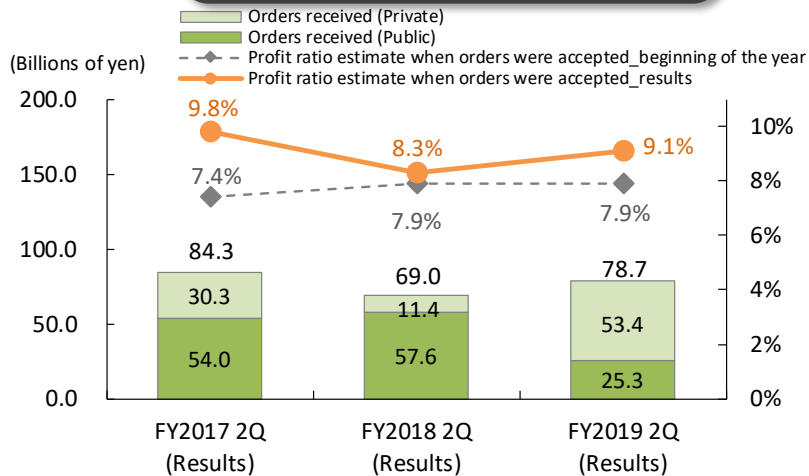 Orders received (Private)
Orders received (Public)
Profit ratio estimate when orders were accepted_beginning of the year
Profit ratio estimate when orders were accepted_results
(Billions of yen)
200.0
150.0
100.0
50.0
0.0
10%
8%
6%
4%
2%
0%
9.8%
8.3%
9.1%
7.4%
7.9%
7.9%
84.3
69.0
78.7
30.3
11.4
53.4
54.0
57.6
25.3
FY2017 2Q
(Results)
FY2018 2Q
(Results)
FY2019 2Q
(Results)